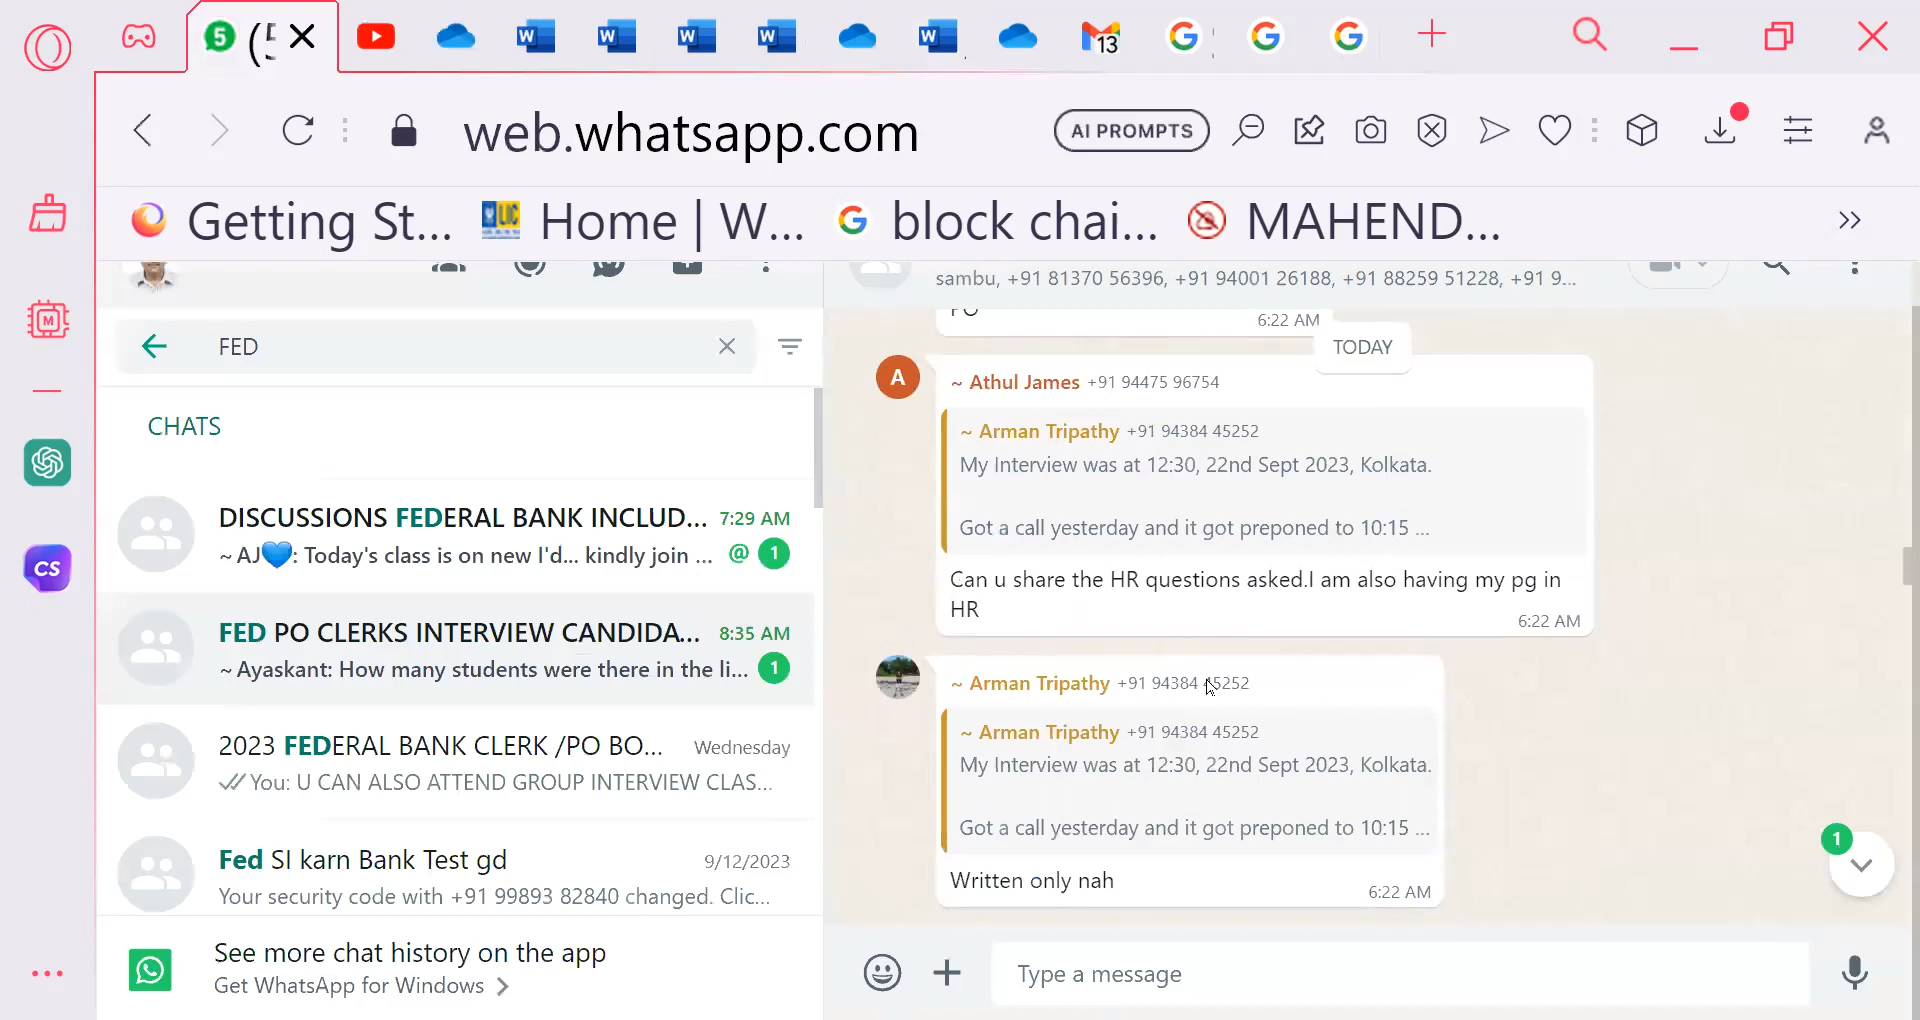 5 (5
13
web.whatsapp.com
AI PROMPTS
Getting St...
LIC Home | W...
block chai...
MAHEND...
M
CS
FED
sambu, +91 81370 56396, +91 94001 26188, +91 88259 51228, +91 9...
CHATS
DISCUSSIONS FEDERAL BANK INCLUD... 7:29 AM
~ AJ💙: Today's class is on new I'd... kindly join ... @ 1
FED PO CLERKS INTERVIEW CANDIDA... 8:35 AM
~ Ayaskant: How many students were there in the li... 1
2023 FEDERAL BANK CLERK /PO BO... Wednesday
You: U CAN ALSO ATTEND GROUP INTERVIEW CLAS...
Fed SI karn Bank Test gd 9/12/2023
Your security code with +91 99893 82840 changed. Clic...
See more chat history on the app
Get WhatsApp for Windows
PO
6:22 AM
TODAY
A
~ Athul James +91 94475 96754
~ Arman Tripathy +91 94384 45252
My Interview was at 12:30, 22nd Sept 2023, Kolkata.
Got a call yesterday and it got preponed to 10:15 ...
Can u share the HR questions asked.I am also having my pg in
HR
6:22 AM
~ Arman Tripathy +91 94384 45252
~ Arman Tripathy +91 94384 45252
My Interview was at 12:30, 22nd Sept 2023, Kolkata.
Got a call yesterday and it got preponed to 10:15 ...
Written only nah
6:22 AM
1
Type a message